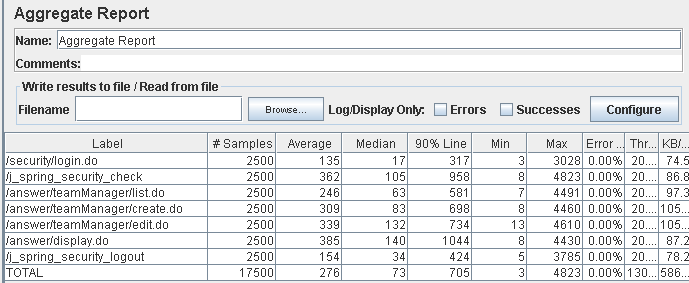 Aggregate Report
Name: Aggregate Report
Comments:
Write results to file / Read from file
Filename Browse... Log/Display Only: Errors Successes Configure
Label # Samples Average Median 90% Line Min Max Error ... Thr... KB/...
/security/login.do 2500 135 17 317 3 3028 0.00% 20.... 74.5
/j_spring_security_check 2500 362 105 958 8 4823 0.00% 20.... 86.8
/answer/teamManager/list.do 2500 246 63 581 7 4491 0.00% 20.... 97.3
/answer/teamManager/create.do 2500 309 83 698 8 4460 0.00% 20.... 105...
/answer/teamManager/edit.do 2500 339 132 734 13 4610 0.00% 20.... 105...
/answer/display.do 2500 385 140 1044 8 4430 0.00% 20.... 87.2
/j_spring_security_logout 2500 154 34 424 5 3785 0.00% 20.... 78.2
TOTAL 17500 276 73 705 3 4823 0.00% 130... 586...